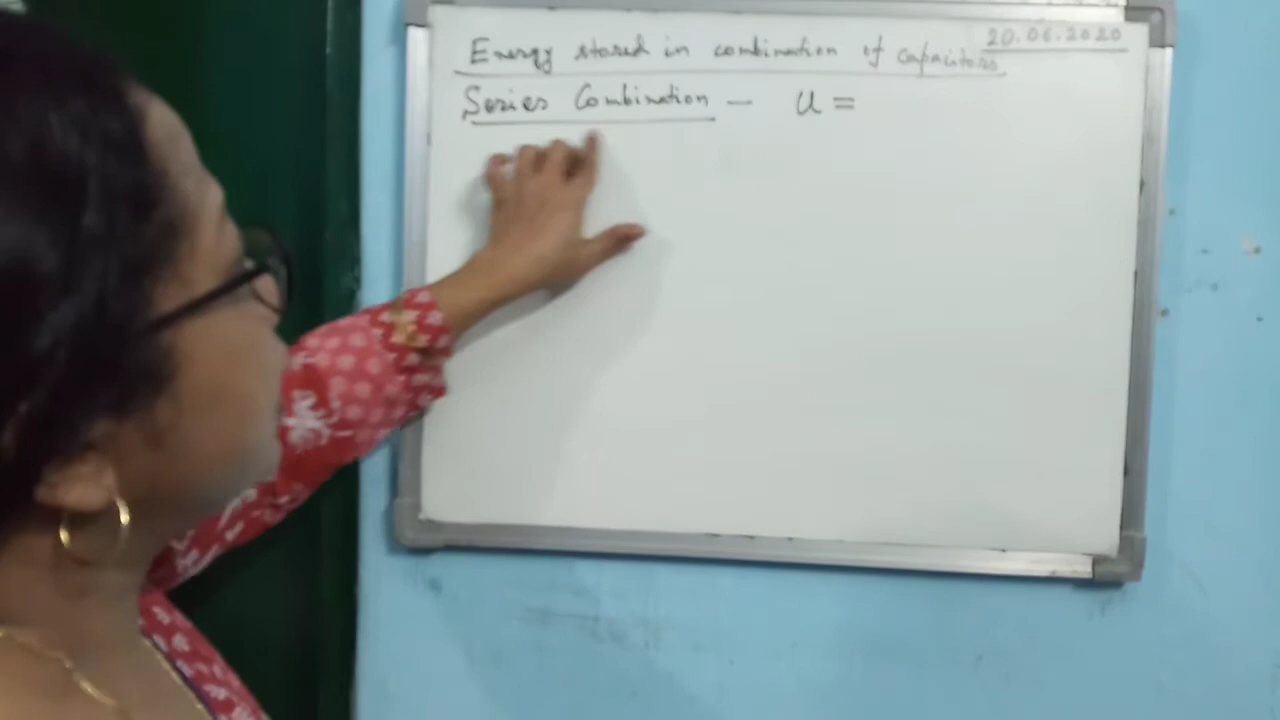 20.06.2020
Energy stored in combination of capacitors
Series Combination — U =